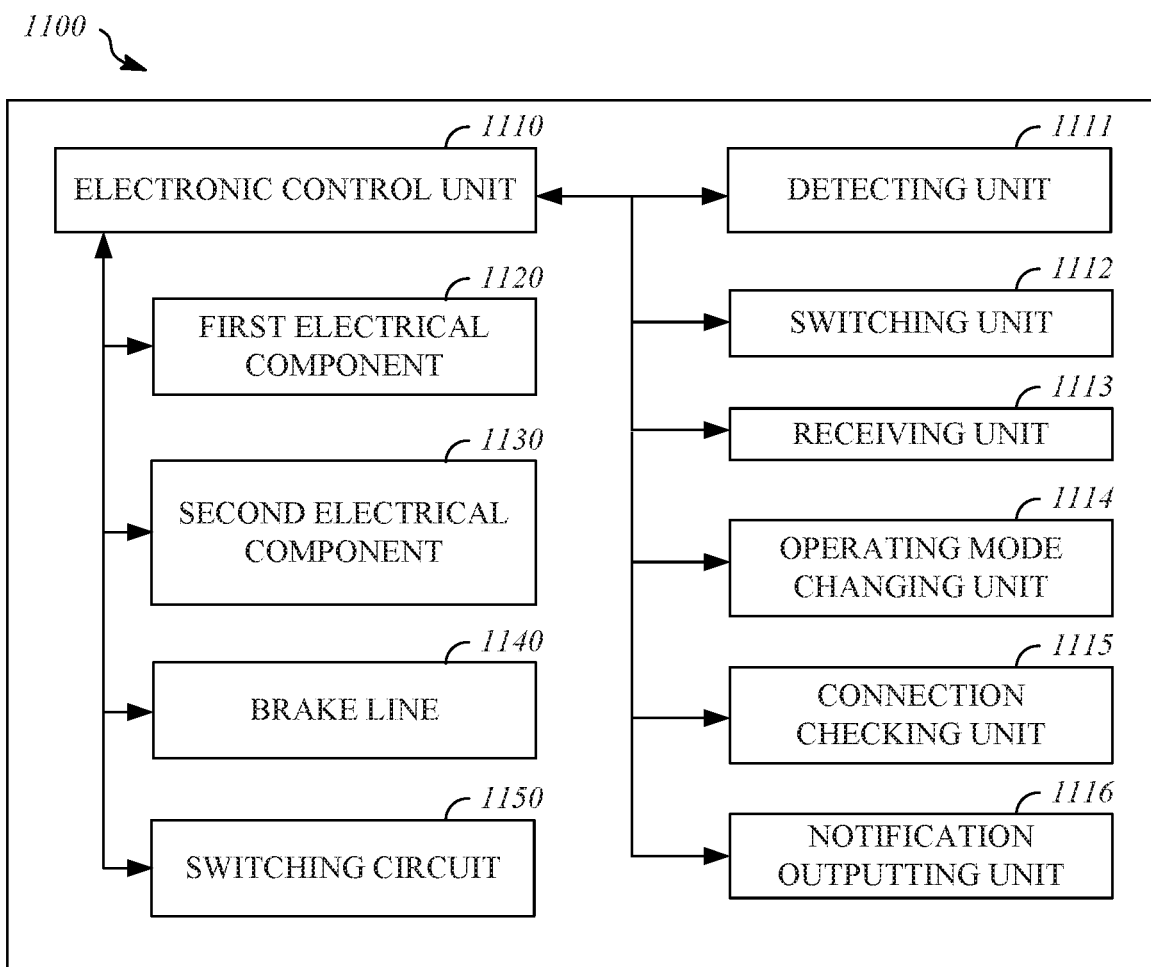 1100
1110
ELECTRONIC CONTROL UNIT
1120
FIRST ELECTRICAL
COMPONENT
1130
SECOND ELECTRICAL
COMPONENT
1140
BRAKE LINE
1150
SWITCHING CIRCUIT
1111
DETECTING UNIT
1112
SWITCHING UNIT
1113
RECEIVING UNIT
1114
OPERATING MODE
CHANGING UNIT
1115
CONNECTION
CHECKING UNIT
1116
NOTIFICATION
OUTPUTTING UNIT